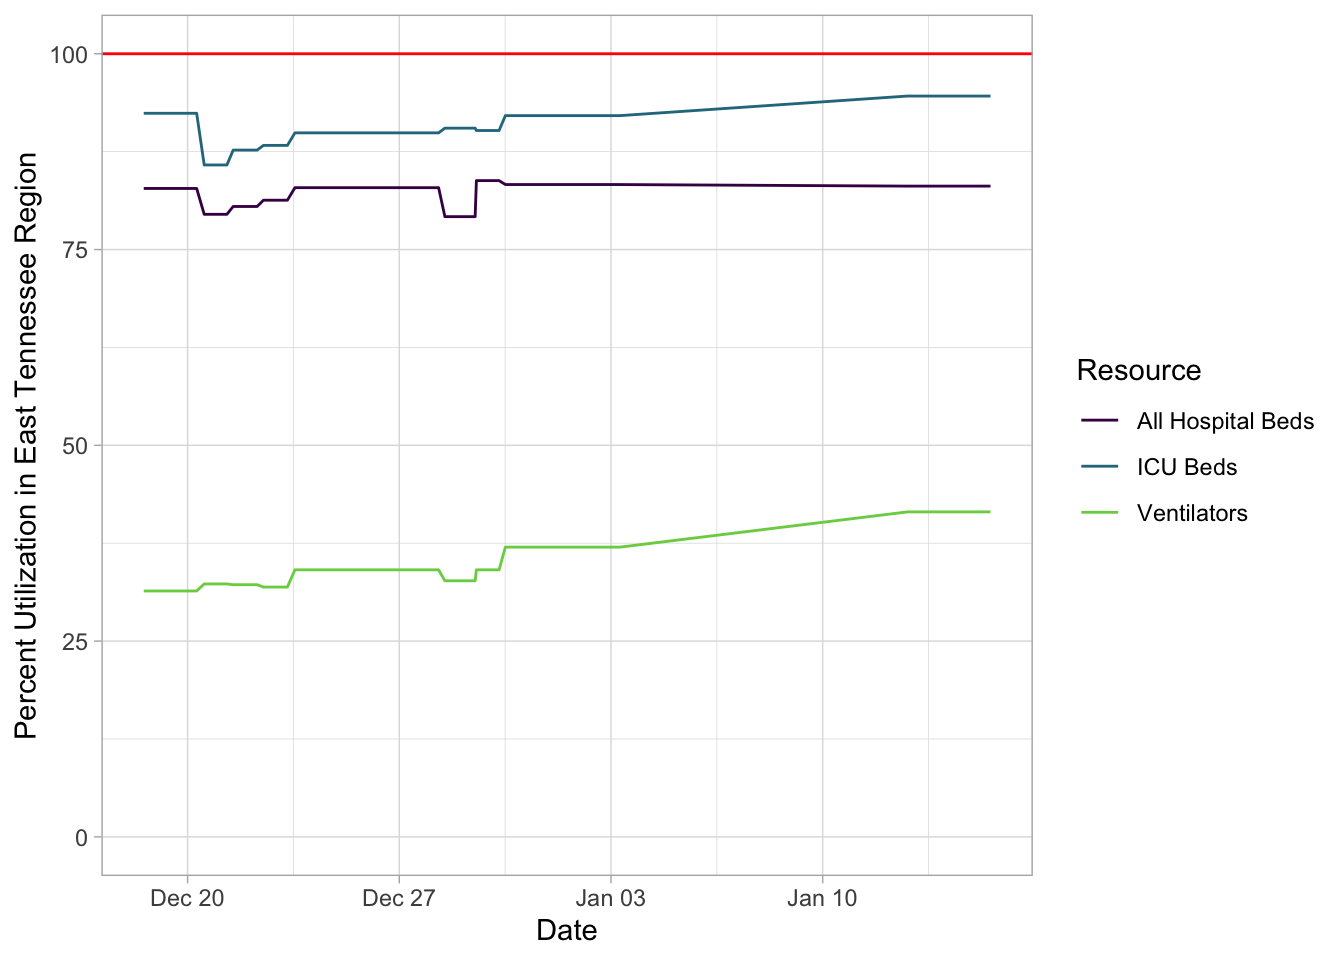 Percent Utilization in East Tennessee Region
100
75
50
25
0
Dec 20
Dec 27
Jan 03
Jan 10
Date
Resource
All Hospital Beds
ICU Beds
Ventilators